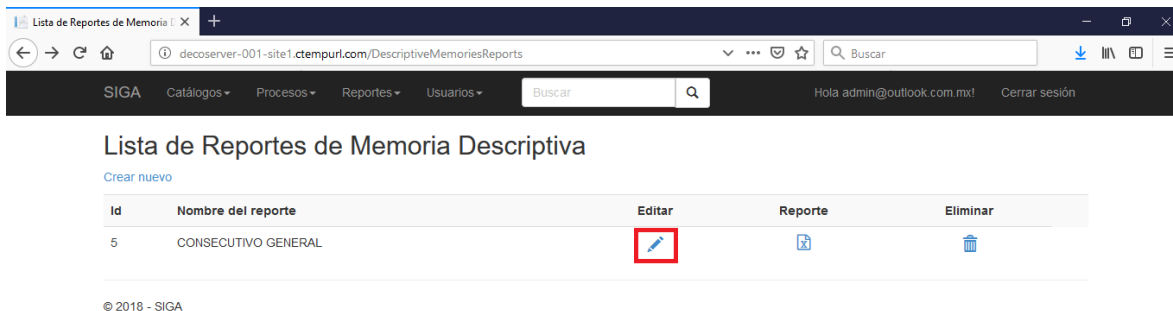 Lista de Reportes de Memoria D
decoserver-001-site1.ctempurl.com/DescriptiveMemoriesReports
Buscar
SIGA Catálogos Procesos Reportes Usuarios Buscar Hola admin@outlook.com.mx! Cerrar sesión
Lista de Reportes de Memoria Descriptiva
Crear nuevo
Id Nombre del reporte Editar Reporte Eliminar
5 CONSECUTIVO GENERAL
© 2018 - SIGA